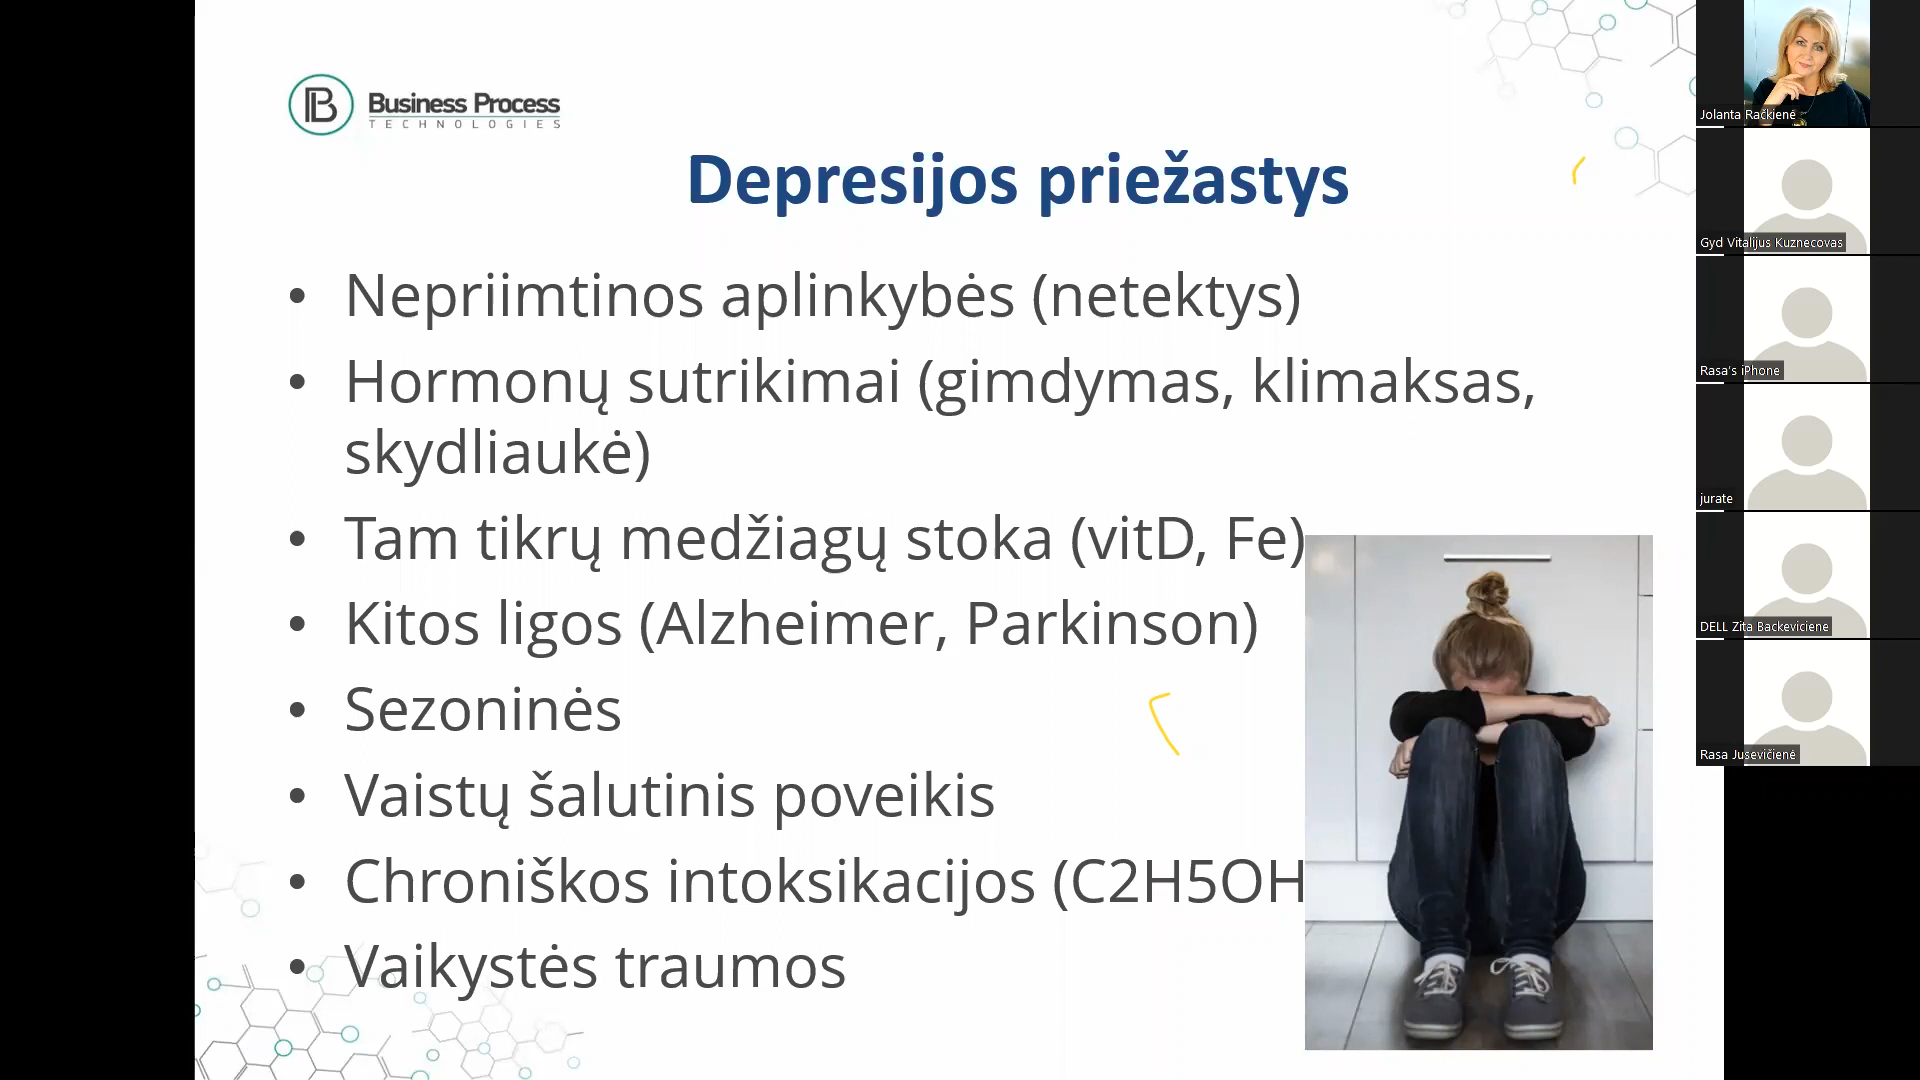 Business Process
TECHNOLOGIES
Depresijos priežastys
• Nepriimtinos aplinkybės (netektys)
• Hormonų sutrikimai (gimdymas, klimaksas,
skydliaukė)
• Tam tikrų medžiagų stoka (vitD, Fe)
• Kitos ligos (Alzheimer, Parkinson)
• Sezoninės
• Vaistų šalutinis poveikis
• Chroniškos intoksikacijos (C2H5OH
• Vaikystės traumos
Jolanta Račkienė
Gyd Vitalijus Kuznecovas
Rasa's iPhone
jurate
DELL Zita Backeviciene
Rasa Jusevičienė